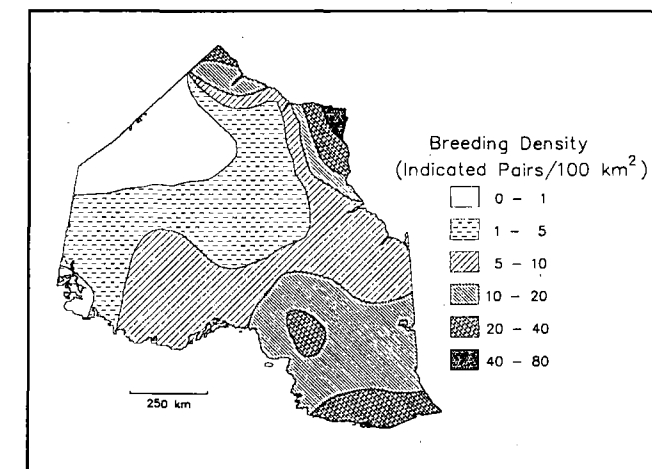 Breeding Density
(Indicated Pairs/100 km²)
0 - 1
1 - 5
5 - 10
10 - 20
20 - 40
40 - 80
250 km